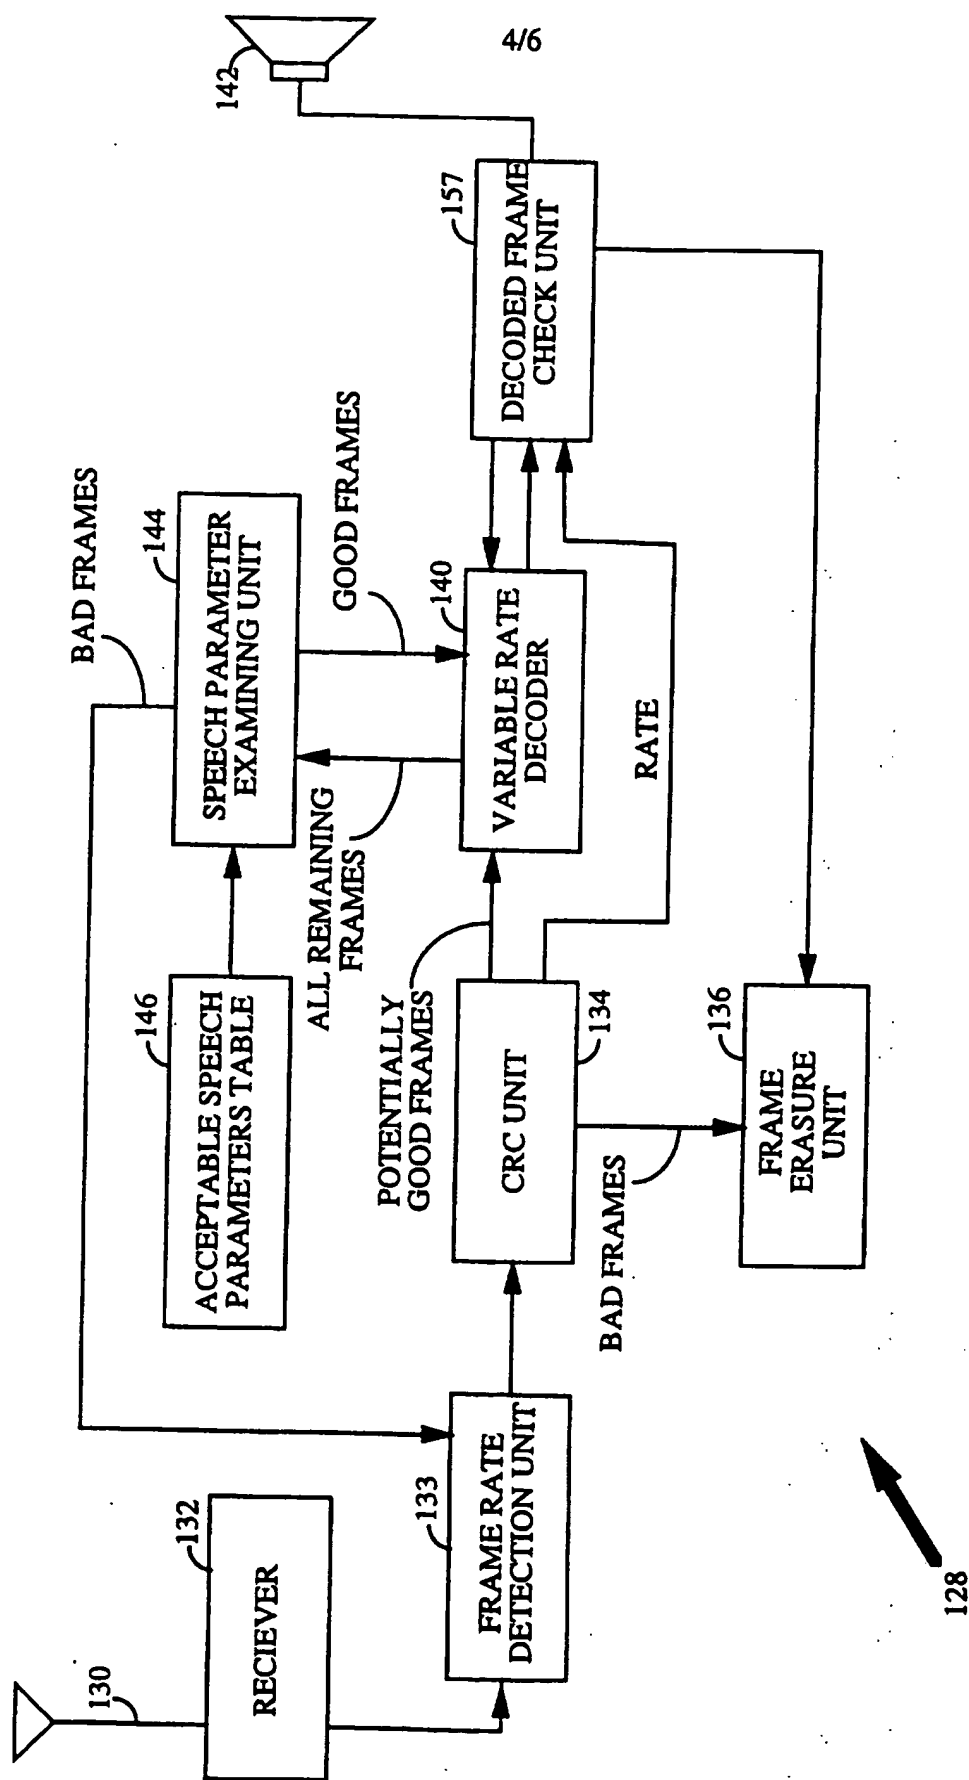 4/6
130
RECIEVER
132
FRAME RATE
DETECTION UNIT
133
BAD FRAMES
ACCEPTABLE SPEECH
PARAMETERS TABLE
146
SPEECH PARAMETER
EXAMINING UNIT
144
ALL REMAINING
FRAMES
GOOD FRAMES
POTENTIALLY
GOOD FRAMES
CRC UNIT
134
VARIABLE RATE
DECODER
140
DECODED FRAME
CHECK UNIT
157
142
RATE
BAD FRAMES
FRAME
ERASURE
UNIT
136
128